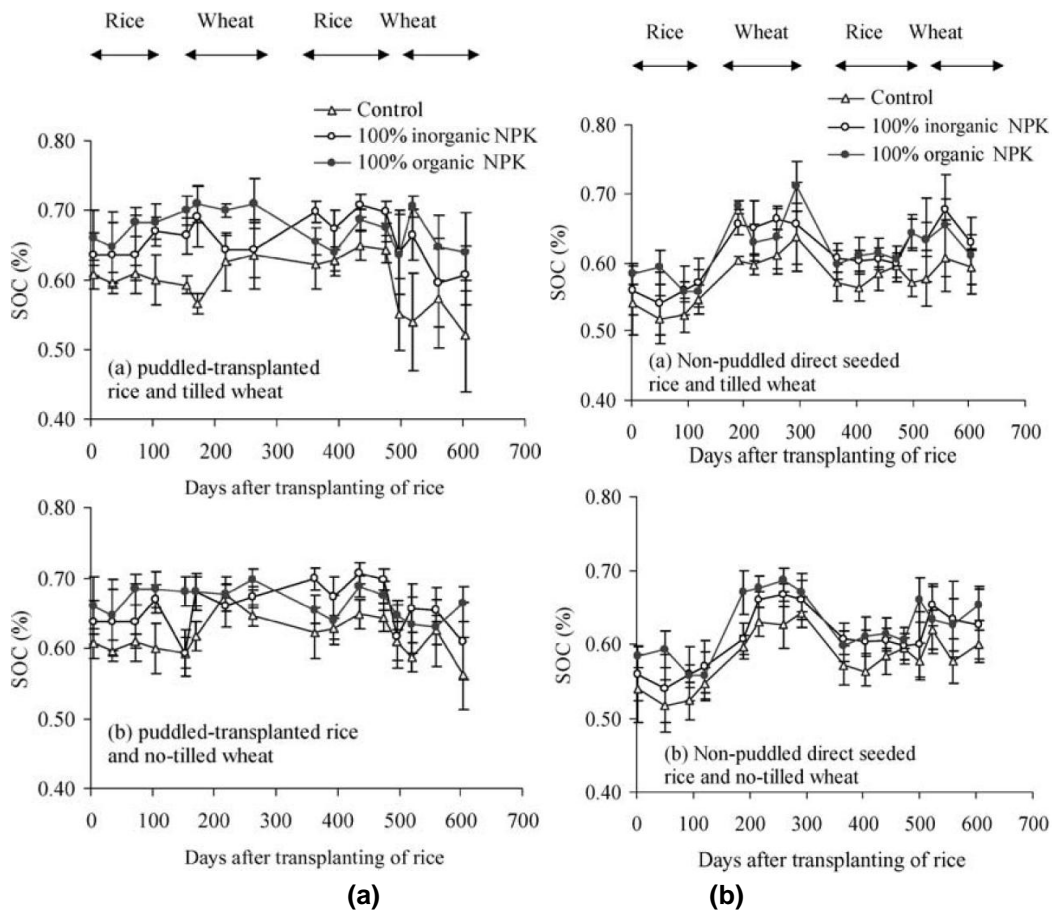 Rice Wheat Rice Wheat
Control
100% inorganic NPK
100% organic NPK
SOC (%)
0.80
0.70
0.60
0.50
0.40
(a) puddled-transplanted
rice and tilled wheat
0 100 200 300 400 500 600 700
Days after transplanting of rice
SOC (%)
0.80
0.70
0.60
0.50
0.40
(b) puddled-transplanted rice
and no-tilled wheat
0 100 200 300 400 500 600 700
Days after transplanting of rice
(a)
Rice Wheat Rice Wheat
Control
100% inorganic NPK
100% organic NPK
SOC (%)
0.80
0.70
0.60
0.50
0.40
(a) Non-puddled direct seeded
rice and tilled wheat
0 100 200 300 400 500 600 700
Days after transplanting of rice
SOC (%)
0.80
0.70
0.60
0.50
0.40
(b) Non-puddled direct seeded
rice and no-tilled wheat
0 100 200 300 400 500 600 700
Days after transplanting of rice
(b)